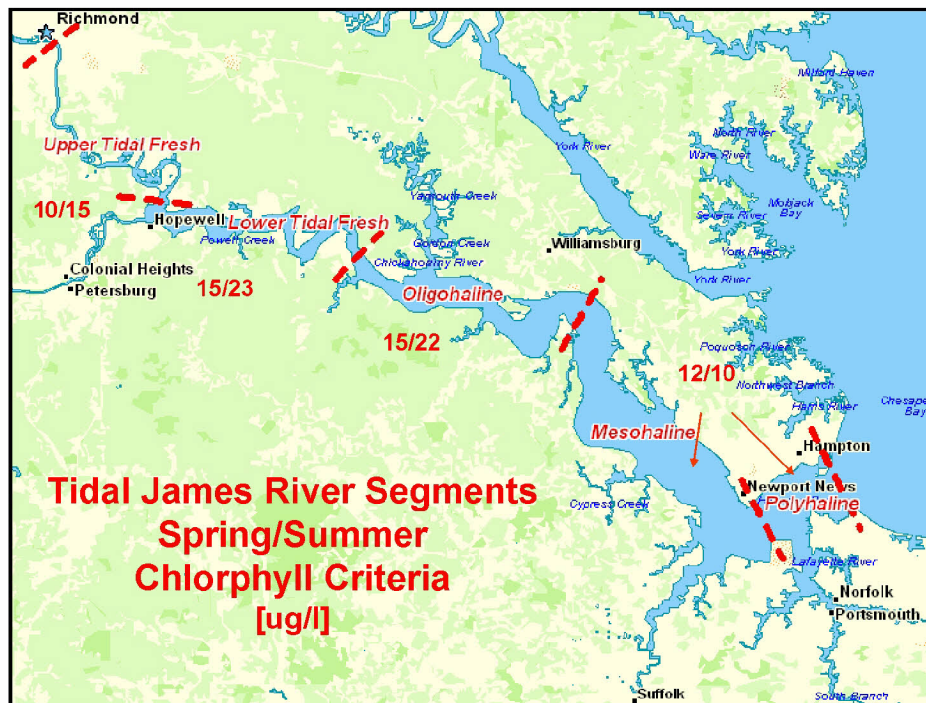 Richmond
Milford Haven
North River
York River
Ware River
Upper Tidal Fresh
Yarmouth Creek
Mobjack
Bay
10/15
Severn River
Hopewell
Lower Tidal Fresh
Powell Creek
Gordon Creek
Williamsburg
York River
Chickahominy River
Colonial Heights
Petersburg
15/23
Oligohaline
York River
15/22
Poquoson River
12/10
Northwest Branch
Chesape
Bay
Harris River
Mesohaline
Hampton
Tidal James River Segments
Spring/Summer
Chlorphyll Criteria
[ug/l]
Newport News
Cypress Creek
Polyhaline
Lafayette River
Norfolk
Portsmouth
Suffolk
South Branch